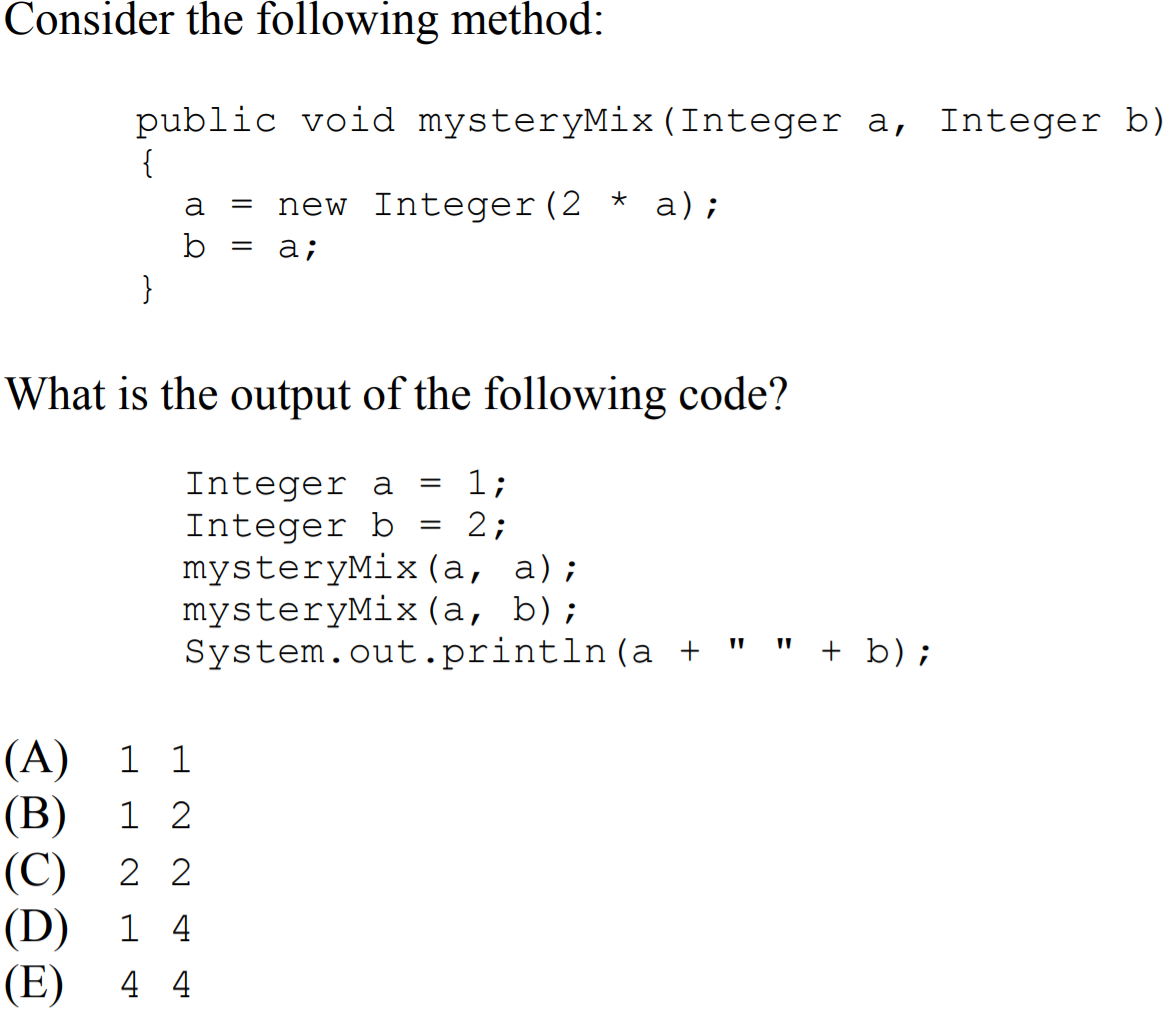 Consider the following method:
public void mysteryMix(Integer a, Integer b)
{
a = new Integer(2 * a);
b = a;
}
What is the output of the following code?
Integer a = 1;
Integer b = 2;
mysteryMix(a, a);
mysteryMix(a, b);
System.out.println(a + " " + b);
(A) 1 1
(B) 1 2
(C) 2 2
(D) 1 4
(E) 4 4